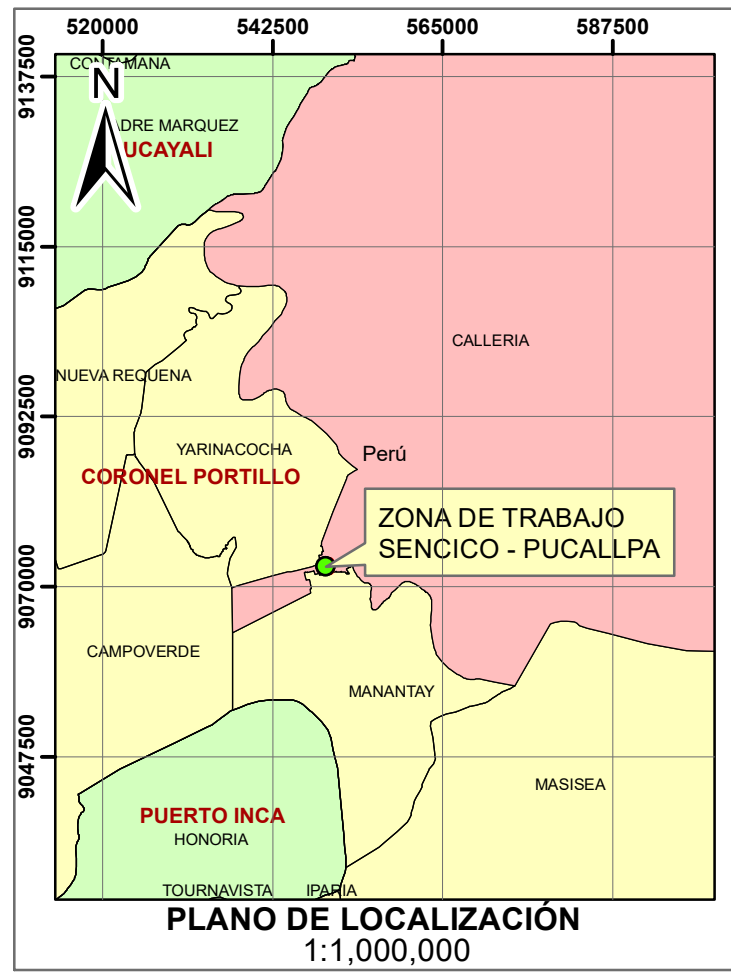 520000 542500 565000 587500
9137500
9115000
9092500
9070000
9047500
CONTAMANA
N
ADRE MARQUEZ
UCAYALI
CALLERIA
NUEVA REQUENA
YARINACOCHA
Perú
CORONEL PORTILLO
ZONA DE TRABAJO
SENCICO - PUCALLPA
CAMPOVERDE
MANANTAY
MASISEA
PUERTO INCA
HONORIA
TOURNAVISTA
IPARIA
PLANO DE LOCALIZACIÓN
1:1,000,000